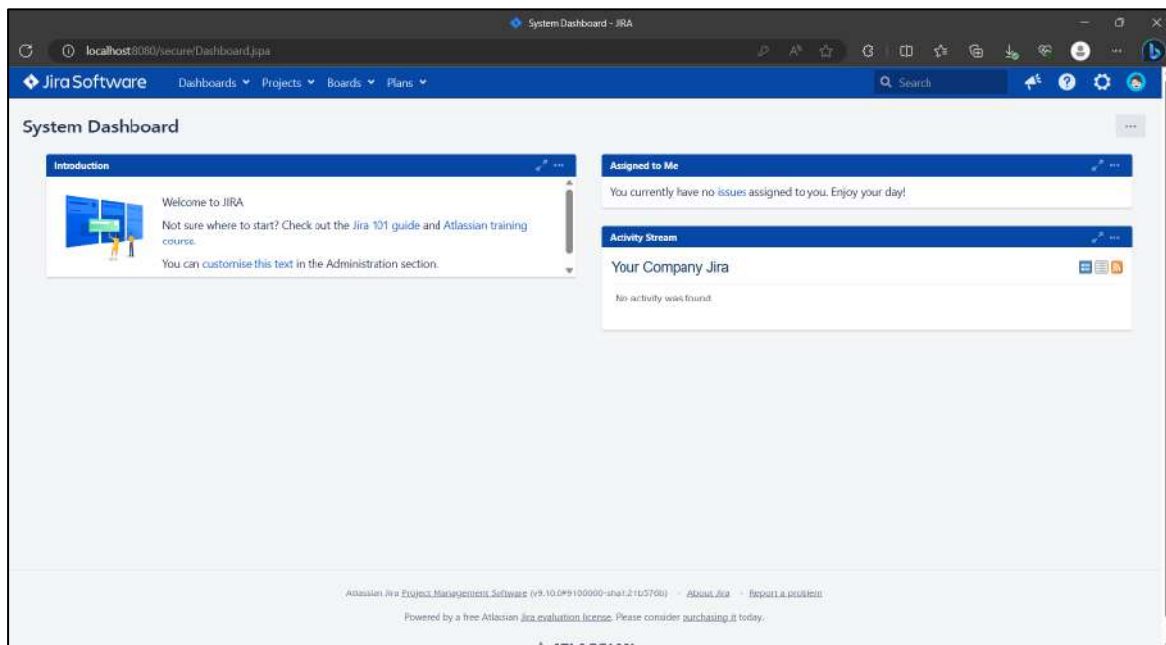 System Dashboard - JIRA
localhost:8080/secure/Dashboard.jspa
Jira Software Dashboards Projects Boards Plans Search
System Dashboard
Introduction
Welcome to JIRA
Not sure where to start? Check out the Jira 101 guide and Atlassian training
course.
You can customise this text in the Administration section.
Assigned to Me
You currently have no issues assigned to you. Enjoy your day!
Activity Stream
Your Company Jira
No activity was found
Atlassian Jira Project Management Software · About Jira · Report a problem
Powered by a free Atlassian Jira evaluation license. Please consider purchasing it today.